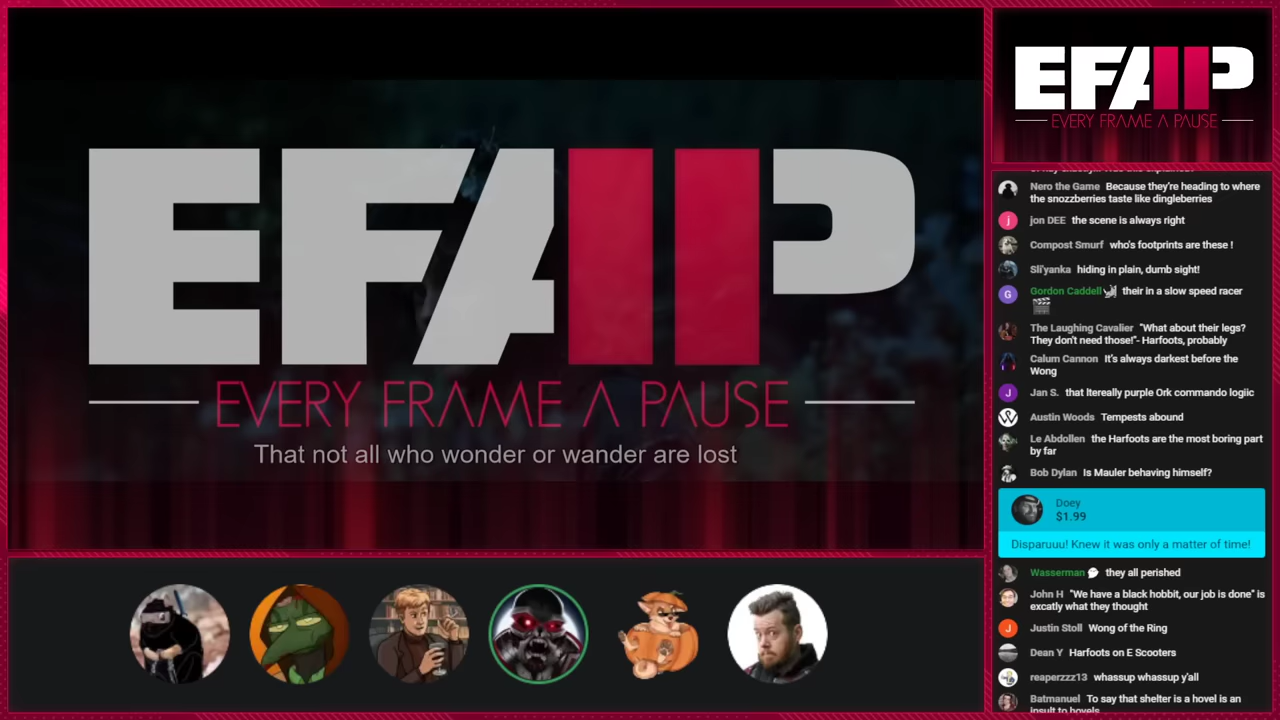 EFAP
EVERY FRAME A PAUSE
That not all who wonder or wander are lost
EFAP
EVERY FRAME A PAUSE
Nero the Game Because they're heading to where
the snozzberries taste like dingleberries
j
jon DEE the scene is always right
Compost Smurf who's footprints are these !
Sli'yanka hiding in plain, dumb sight!
G
Gordon Caddell their in a slow speed racer
The Laughing Cavalier "What about their legs?
They don't need those!"- Harfoots, probably
Calum Cannon It's always darkest before the
Wong
J
Jan S. that ltereally purple Ork commando logiic
Austin Woods Tempests abound
Le Abdollen the Harfoots are the most boring part
by far
Bob Dylan Is Mauler behaving himself?
Doey
$1.99
Disparuuu! Knew it was only a matter of time!
Wasserman they all perished
John H "We have a black hobbit, our job is done" is
excatly what they thought
J
Justin Stoll Wong of the Ring
Dean Y Harfoots on E Scooters
reaperzzz13 whassup whassup y'all
Batmanuel To say that shelter is a hovel is an
insult to hovels